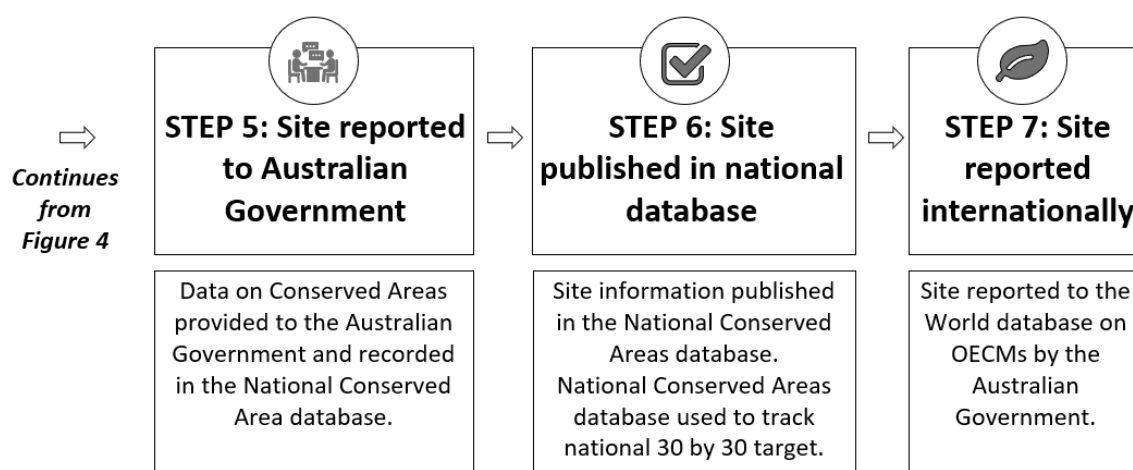 Continues
from
Figure 4
STEP 5: Site reported
to Australian
Government
Data on Conserved Areas
provided to the Australian
Government and recorded
in the National Conserved
Area database.
STEP 6: Site
published in national
database
Site information published
in the National Conserved
Areas database.
National Conserved Areas
database used to track
national 30 by 30 target.
STEP 7: Site
reported
internationally
Site reported to the
World database on
OECMs by the
Australian
Government.